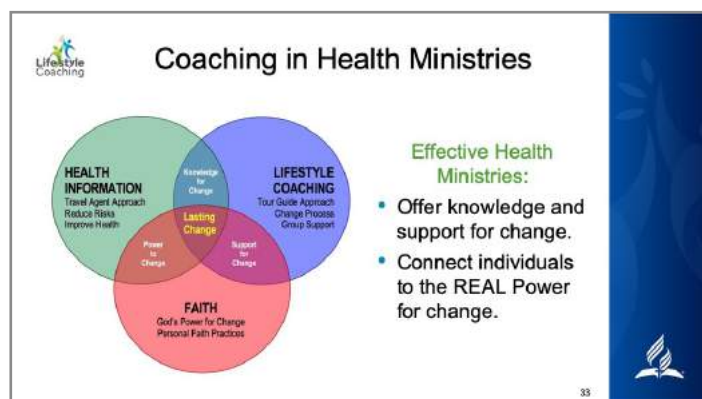 Lifestyle
Coaching
Coaching in Health Ministries
HEALTH
INFORMATION
Travel Agent Approach
Reduce Risks
Improve Health
Knowledge
for
Change
LIFESTYLE
COACHING
Tour Guide Approach
Change Process
Group Support
Lasting
Change
Power
to
Change
Support
for
Change
FAITH
God's Power for Change
Personal Faith Practices
Effective Health
Ministries:
• Offer knowledge and
support for change.
• Connect individuals
to the REAL Power
for change.
33